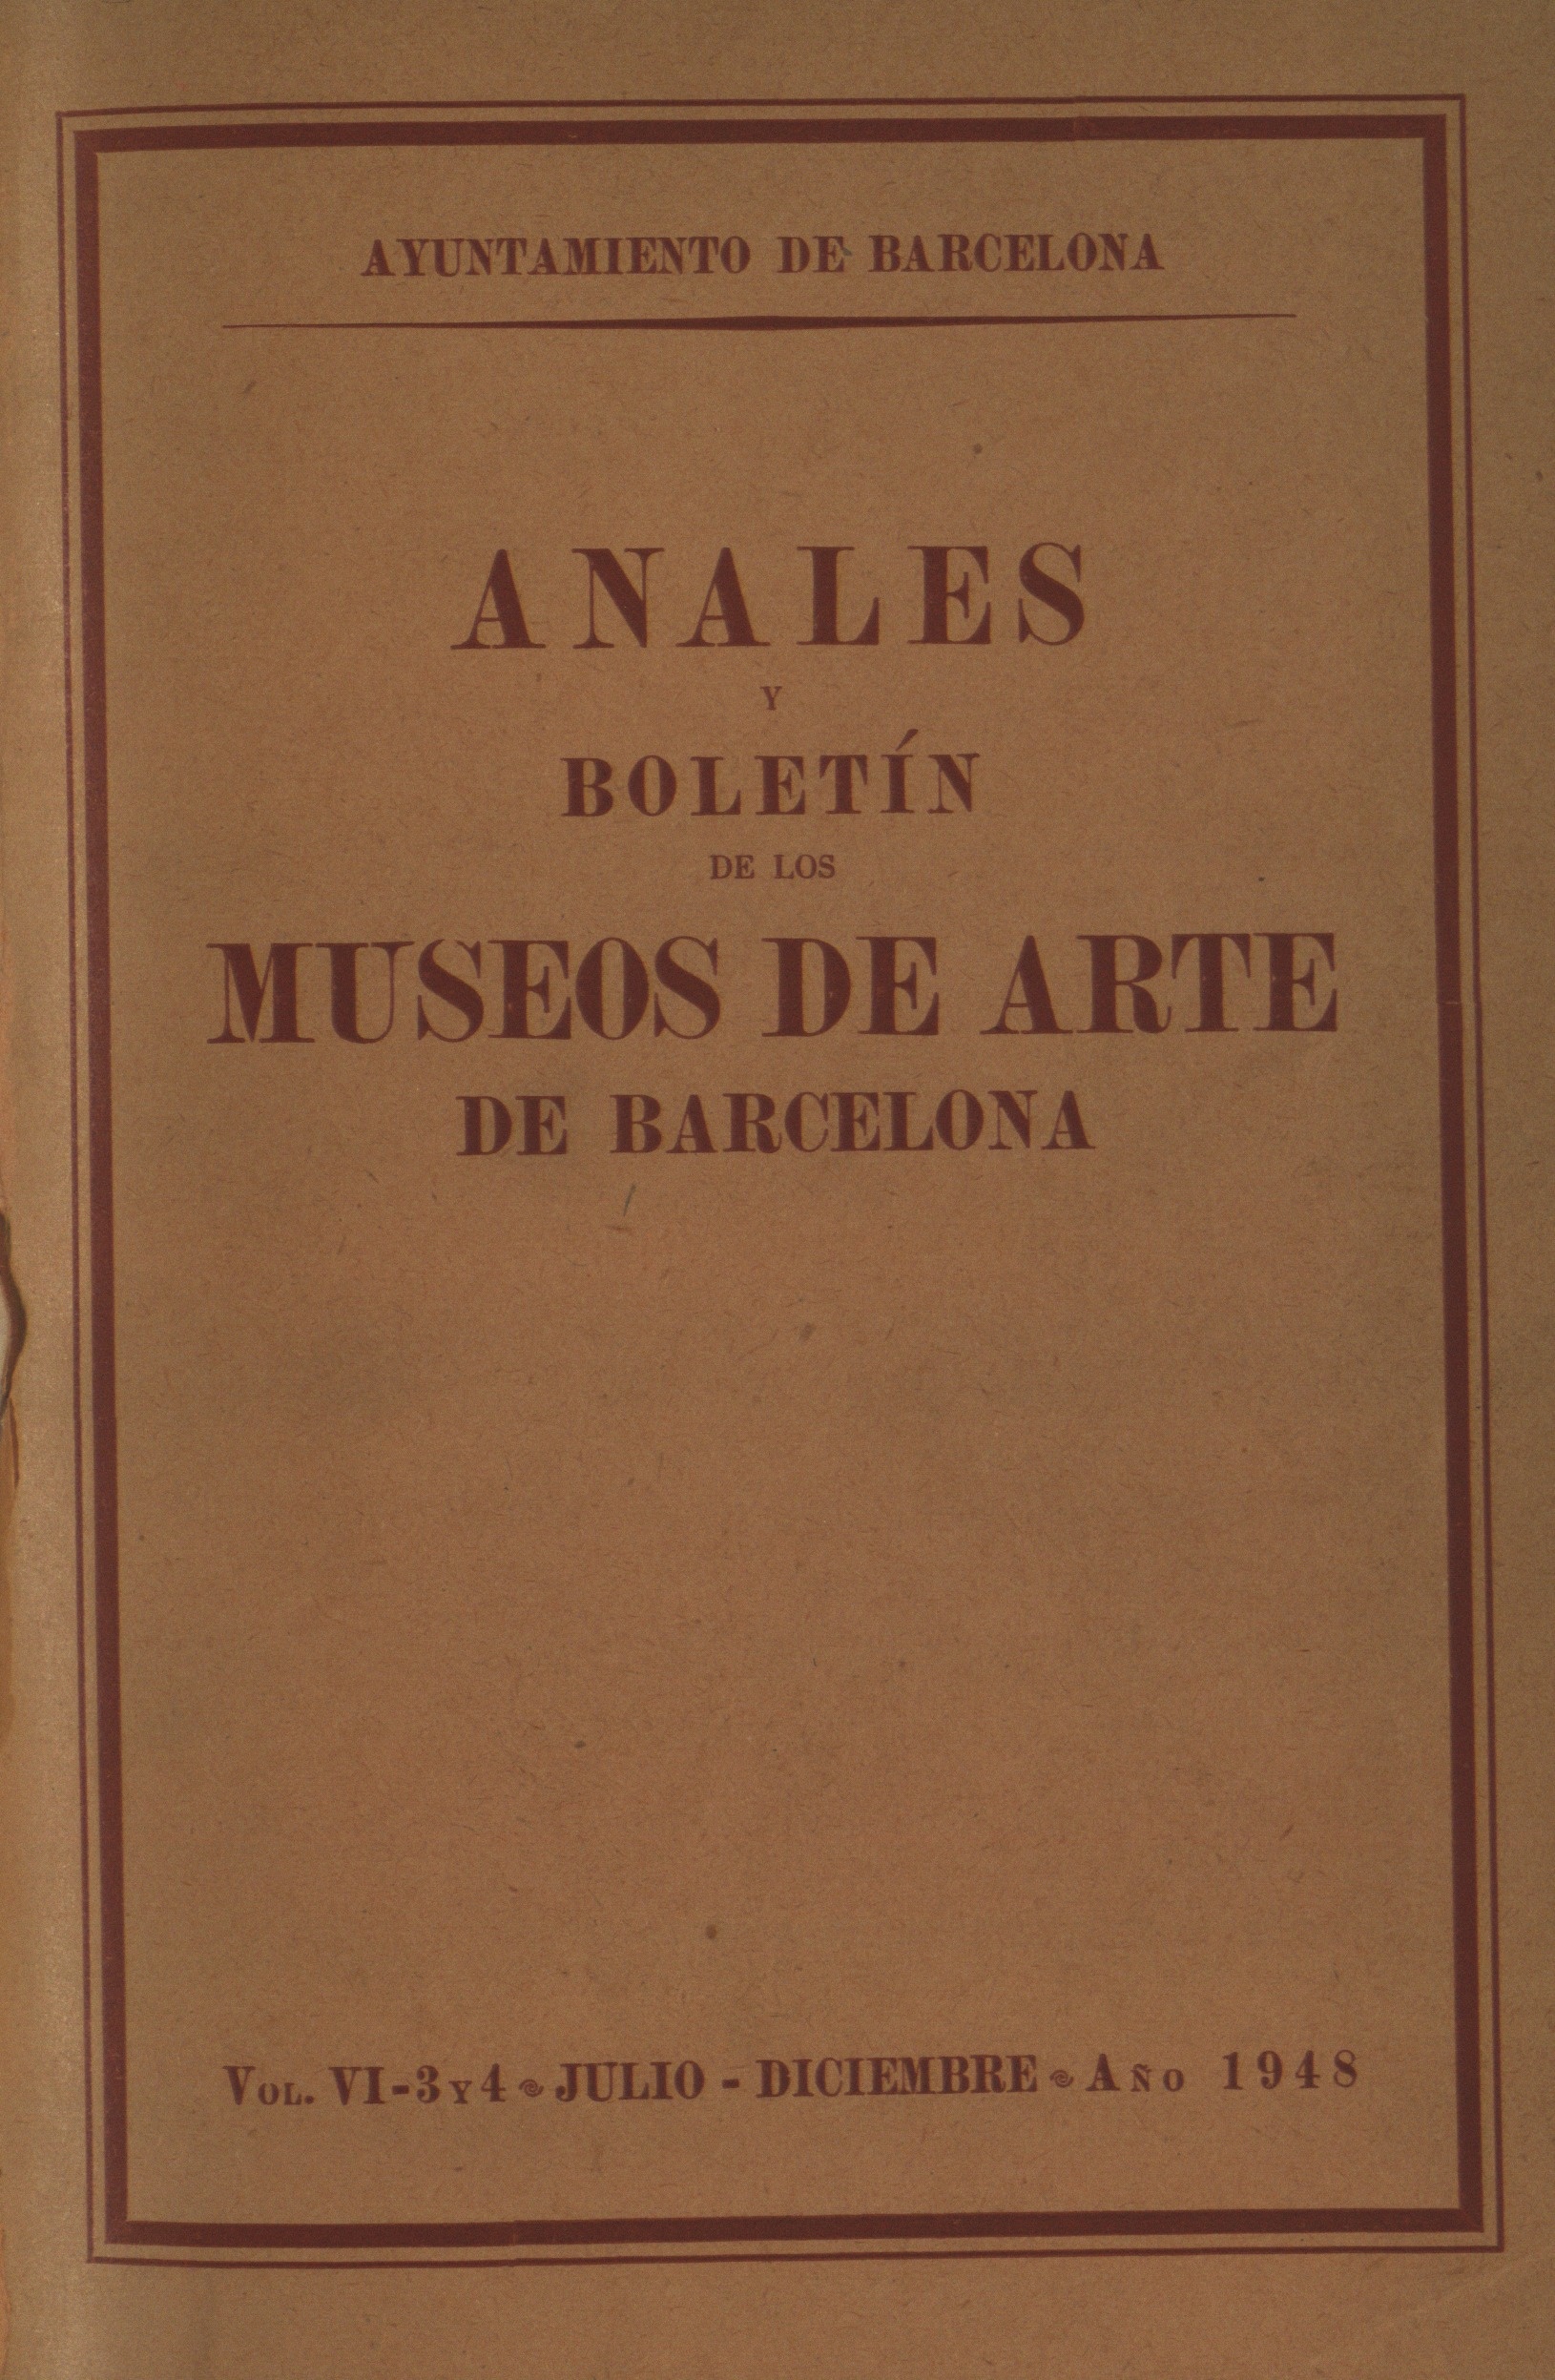 AYUNTAMIENTO DE BARCELONA
ANALES
Y
BOLETÍN
DE LOS
MUSEOS DE ARTE
DE BARCELONA
VOL. VI-3 Y 4 JULIO - DICIEMBRE AÑO 1948